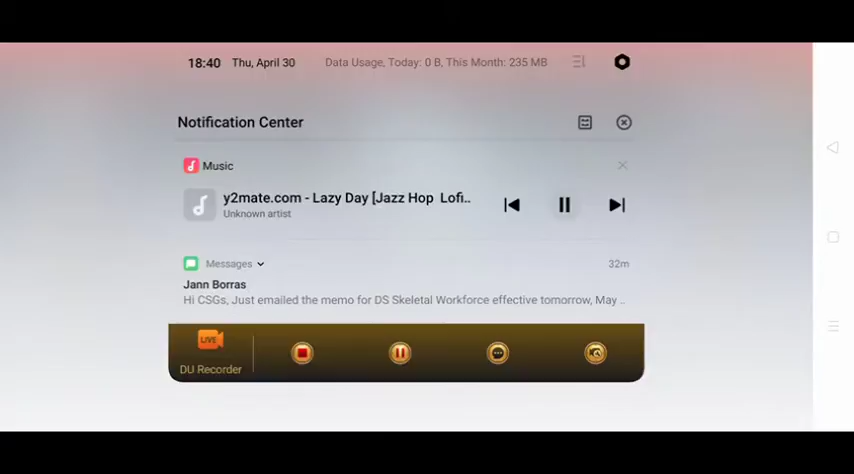 18:40 Thu, April 30 Data Usage, Today: 0 B, This Month: 235 MB
Notification Center
Music
y2mate.com - Lazy Day [Jazz Hop Lofi..
Unknown artist
Messages 32m
Jann Borras
Hi CSGs, Just emailed the memo for DS Skeletal Workforce effective tomorrow, May ..
LIVE
DU Recorder